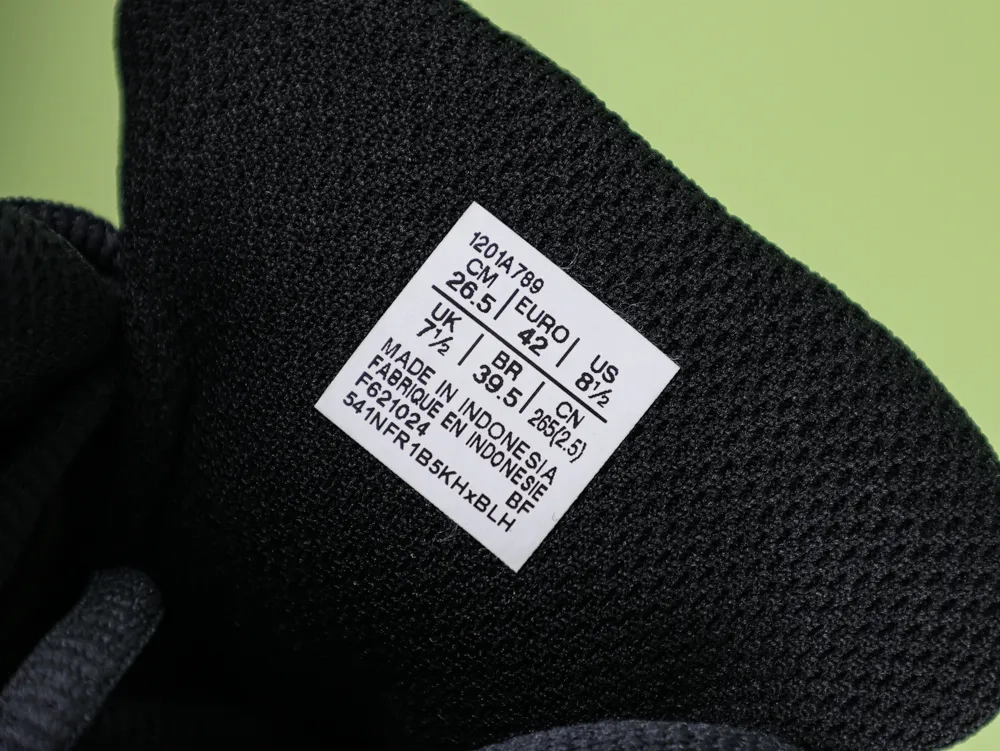 1201A789
CM | EURO | US
26.5 | 42 | 8½
UK | BR | CN
7½ | 39.5 | 265(2.5)
MADE IN INDONESIA
FABRIQUE EN INDONESIE
F621024 BF
541NFR1B5KHxBLH